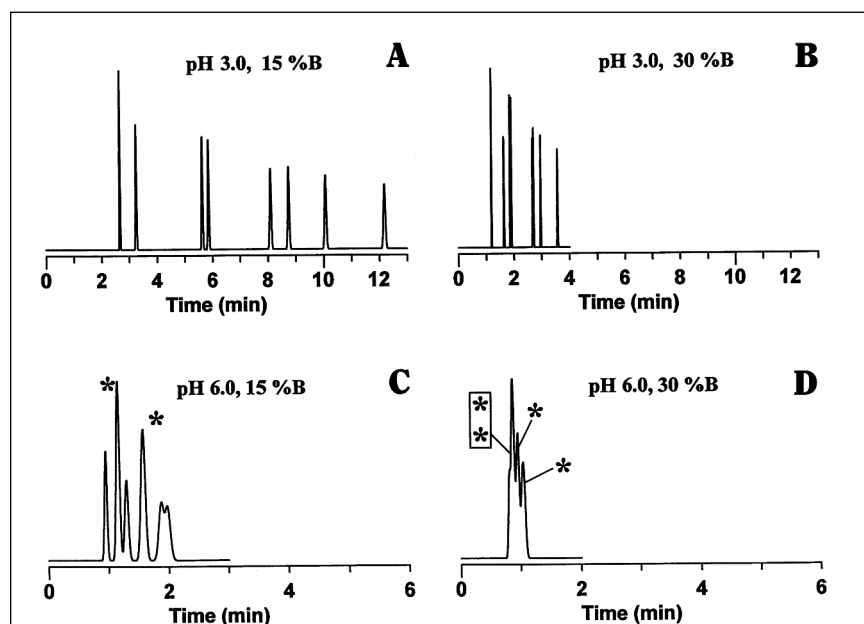 pH 3.0, 15 %B
A
0 2 4 6 8 10 12
Time (min)
pH 3.0, 30 %B
B
0 2 4 6 8 10 12
Time (min)
* pH 6.0, 15 %B
C
*
0 2 4 6
Time (min)
pH 6.0, 30 %B
D
* *
*
*
0 2 4 6
Time (min)